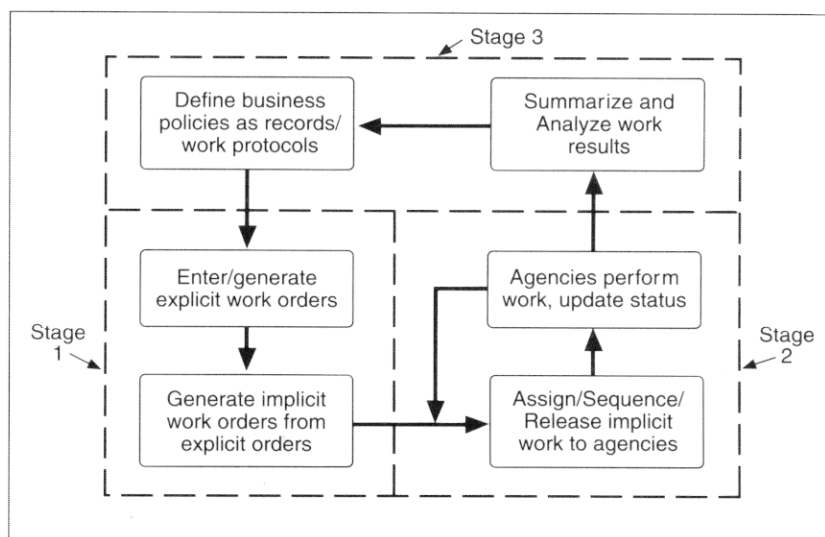 Stage 3
Define business
policies as records/
work protocols
Summarize and
Analyze work
results
Enter/generate
explicit work orders
Agencies perform
work, update status
Stage
1
Stage
2
Generate implicit
work orders from
explicit orders
Assign/Sequence/
Release implicit
work to agencies